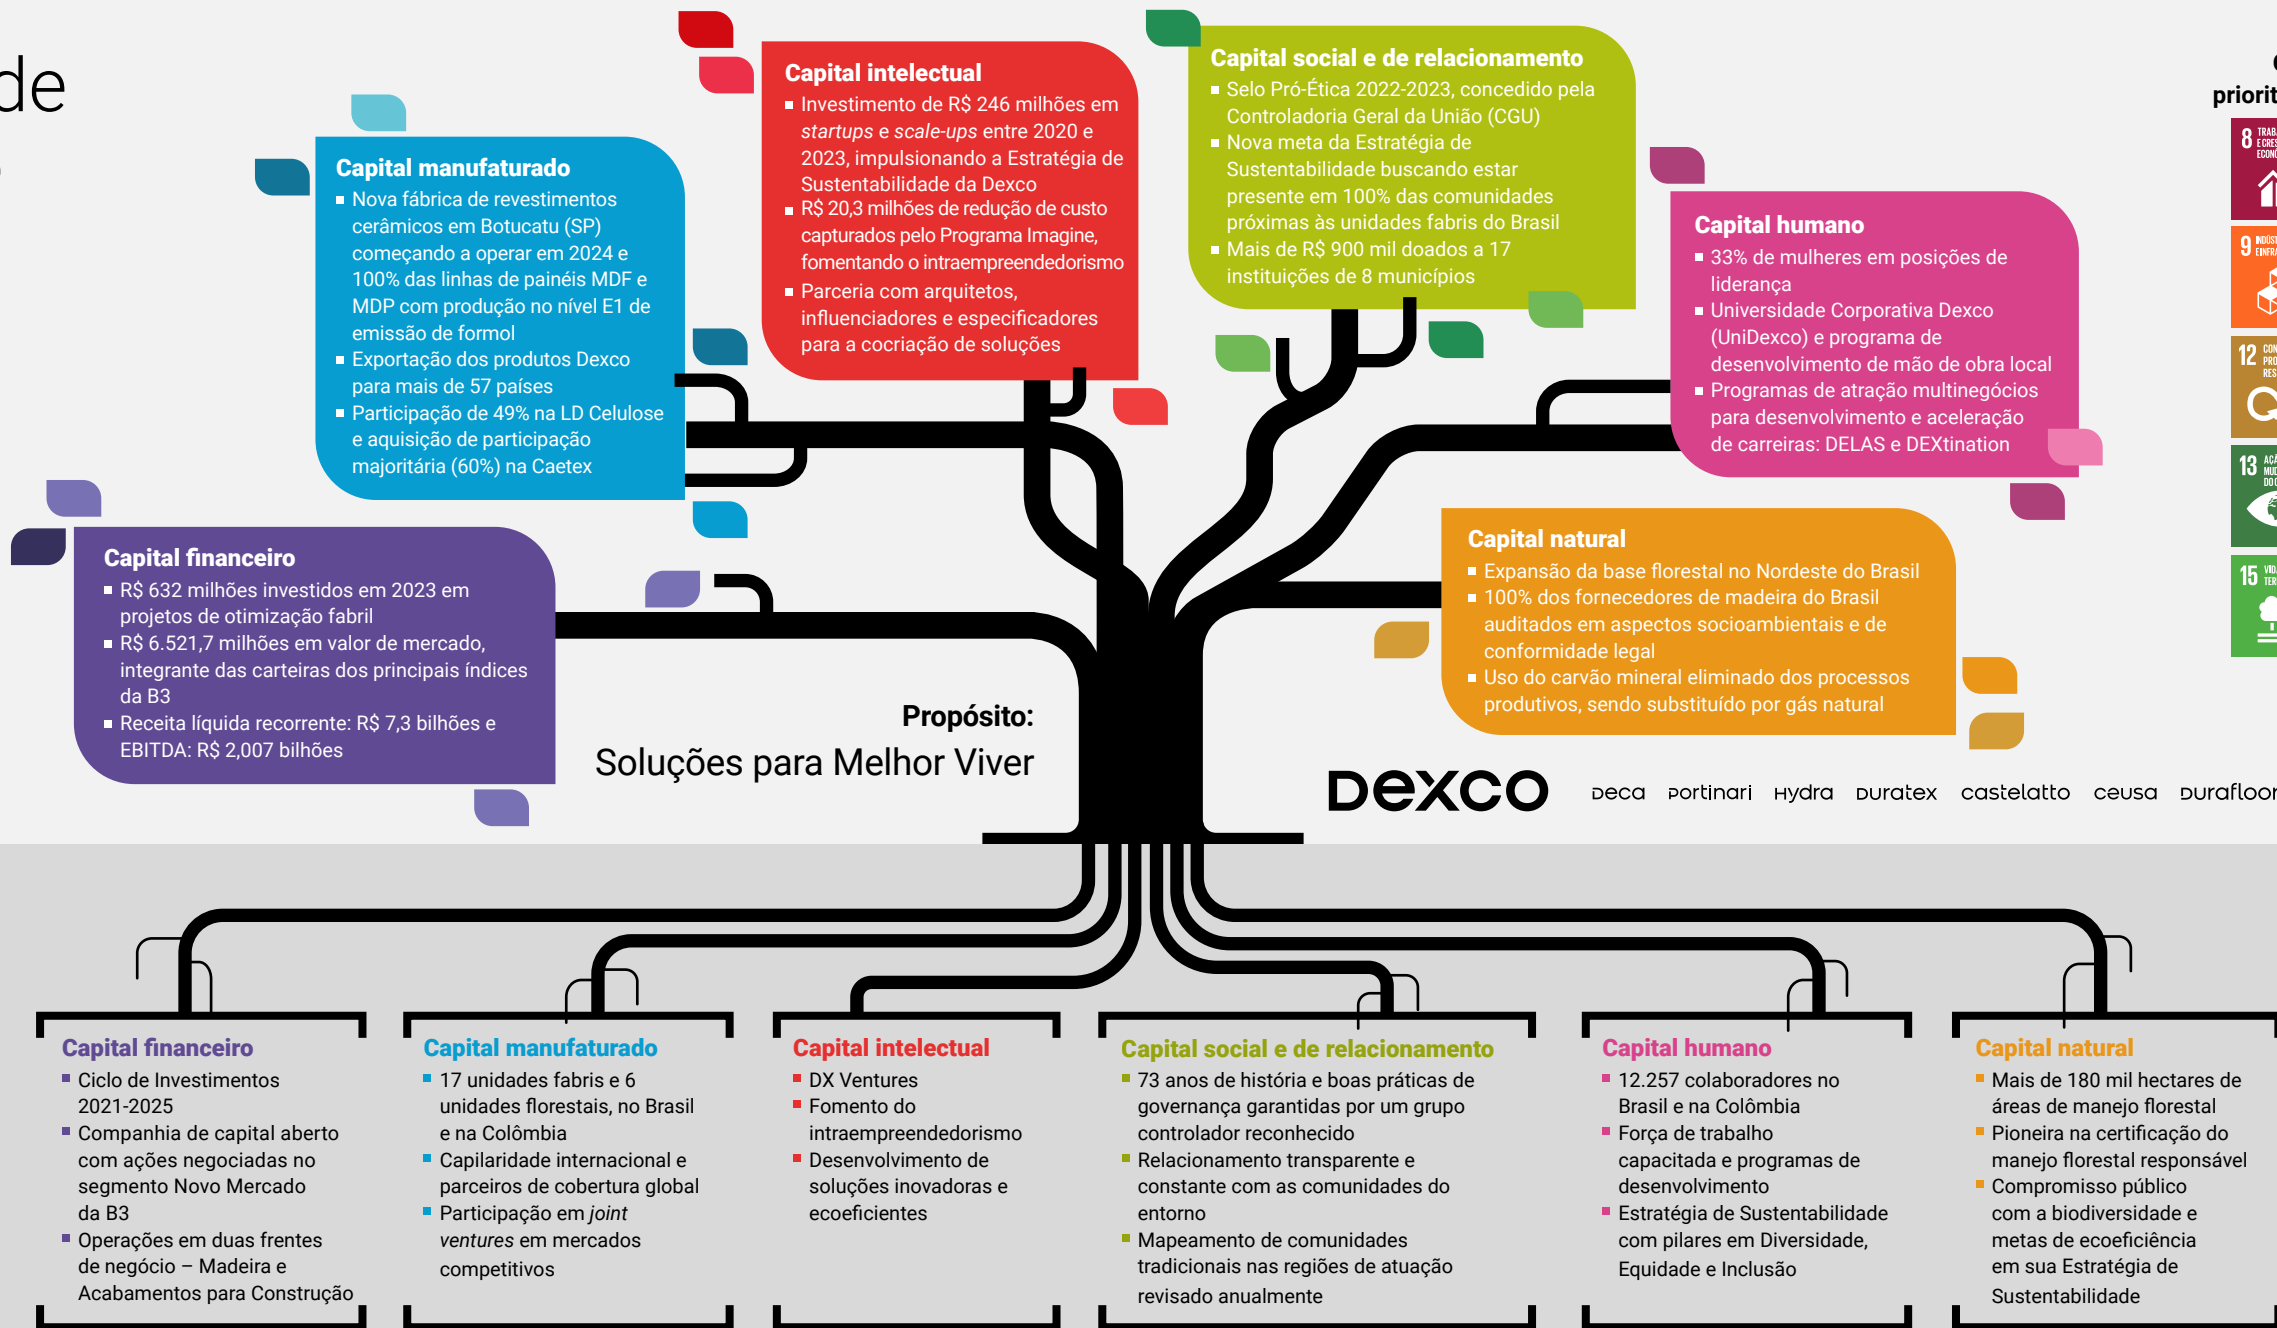 de
Capital manufaturado
Nova fábrica de revestimentos
cerâmicos em Botucatu (SP)
começando a operar em 2024 e
100% das linhas de painéis MDF e
MDP com produção no nível E1 de
emissão de formol
Exportação dos produtos Dexco
para mais de 57 países
Participação de 49% na LD Celulose
e aquisição de participação
majoritária (60%) na Caetex
Capital intelectual
Investimento de R$ 246 milhões em
startups e scale-ups entre 2020 e
2023, impulsionando a Estratégia de
Sustentabilidade da Dexco
R$ 20,3 milhões de redução de custo
capturados pelo Programa Imagine,
fomentando o intraempreendedorismo
Parceria com arquitetos,
influenciadores e especificadores
para a cocriação de soluções
Capital social e de relacionamento
Selo Pró-Ética 2022-2023, concedido pela
Controladoria Geral da União (CGU)
Nova meta da Estratégia de
Sustentabilidade buscando estar
presente em 100% das comunidades
próximas às unidades fabris do Brasil
Mais de R$ 900 mil doados a 17
instituições de 8 municípios
Capital humano
33% de mulheres em posições de
liderança
Universidade Corporativa Dexco
(UniDexco) e programa de
desenvolvimento de mão de obra local
Programas de atração multinegócios
para desenvolvimento e aceleração
de carreiras: DELAS e DEXtination
priorit
8
9
12
13
15
Capital financeiro
R$ 632 milhões investidos em 2023 em
projetos de otimização fabril
R$ 6.521,7 milhões em valor de mercado,
integrante das carteiras dos principais índices
da B3
Receita líquida recorrente: R$ 7,3 bilhões e
EBITDA: R$ 2,007 bilhões
Capital natural
Expansão da base florestal no Nordeste do Brasil
100% dos fornecedores de madeira do Brasil
auditados em aspectos socioambientais e de
conformidade legal
Uso do carvão mineral eliminado dos processos
produtivos, sendo substituído por gás natural
Propósito:
Soluções para Melhor Viver
Dexco
Deca Portinari Hydra Duratex castelatto ceusa Durafloor
Capital financeiro
Ciclo de Investimentos
2021-2025
Companhia de capital aberto
com ações negociadas no
segmento Novo Mercado
da B3
Operações em duas frentes
de negócio – Madeira e
Acabamentos para Construção
Capital manufaturado
17 unidades fabris e 6
unidades florestais, no Brasil
e na Colômbia
Capilaridade internacional e
parceiros de cobertura global
Participação em joint
ventures em mercados
competitivos
Capital intelectual
DX Ventures
Fomento do
intraempreendedorismo
Desenvolvimento de
soluções inovadoras e
ecoeficientes
Capital social e de relacionamento
73 anos de história e boas práticas de
governança garantidas por um grupo
controlador reconhecido
Relacionamento transparente e
constante com as comunidades do
entorno
Mapeamento de comunidades
tradicionais nas regiões de atuação
revisado anualmente
Capital humano
12.257 colaboradores no
Brasil e na Colômbia
Força de trabalho
capacitada e programas de
desenvolvimento
Estratégia de Sustentabilidade
com pilares em Diversidade,
Equidade e Inclusão
Capital natural
Mais de 180 mil hectares de
áreas de manejo florestal
Pioneira na certificação do
manejo florestal responsável
Compromisso público
com a biodiversidade e
metas de ecoeficiência
em sua Estratégia de
Sustentabilidade